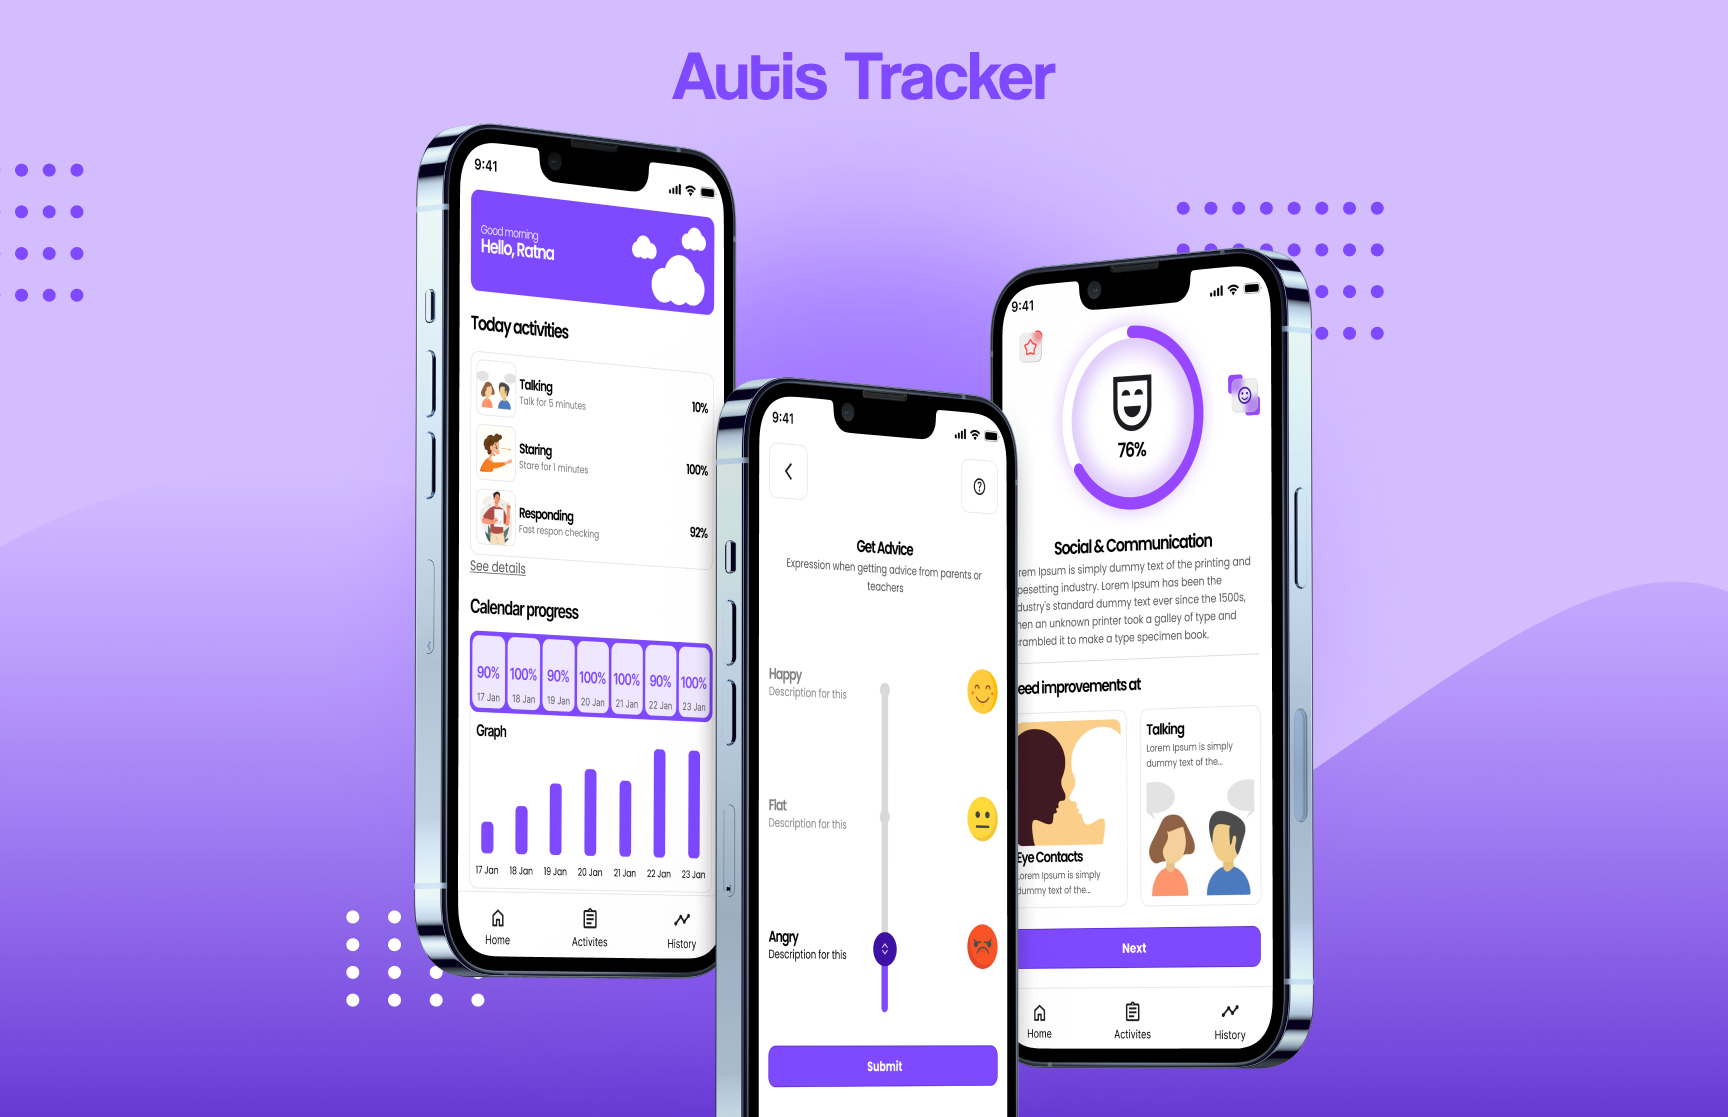 Autis Tracker
9:41
Good morning
Hello, Ratna
Today activities
Talking
Talk for 5 minutes
10%
Staring
Stare for 1 minutes
100%
Responding
Fast respon checking
92%
See details
Calendar progress
90% 100% 90% 100% 100% 90% 100%
17 Jan 18 Jan 19 Jan 20 Jan 21 Jan 22 Jan 23 Jan
Graph
17 Jan 18 Jan 19 Jan 20 Jan 21 Jan 22 Jan 23 Jan
Home Activites History
9:41
Get Advice
Expression when getting advice from parents or
teachers
Happy
Description for this
Flat
Description for this
Angry
Description for this
Submit
9:41
76%
Social & Communication
rem Ipsum is simply dummy text of the printing and
pesetting industry. Lorem Ipsum has been the
dustry's standard dummy text ever since the 1500s,
en an unknown printer took a galley of type and
rambled it to make a type specimen book.
eed improvements at
Eye Contacts
Lorem Ipsum is simply
dummy text of the...
Talking
Lorem Ipsum is simply
dummy text of the...
Next
Home Activites History